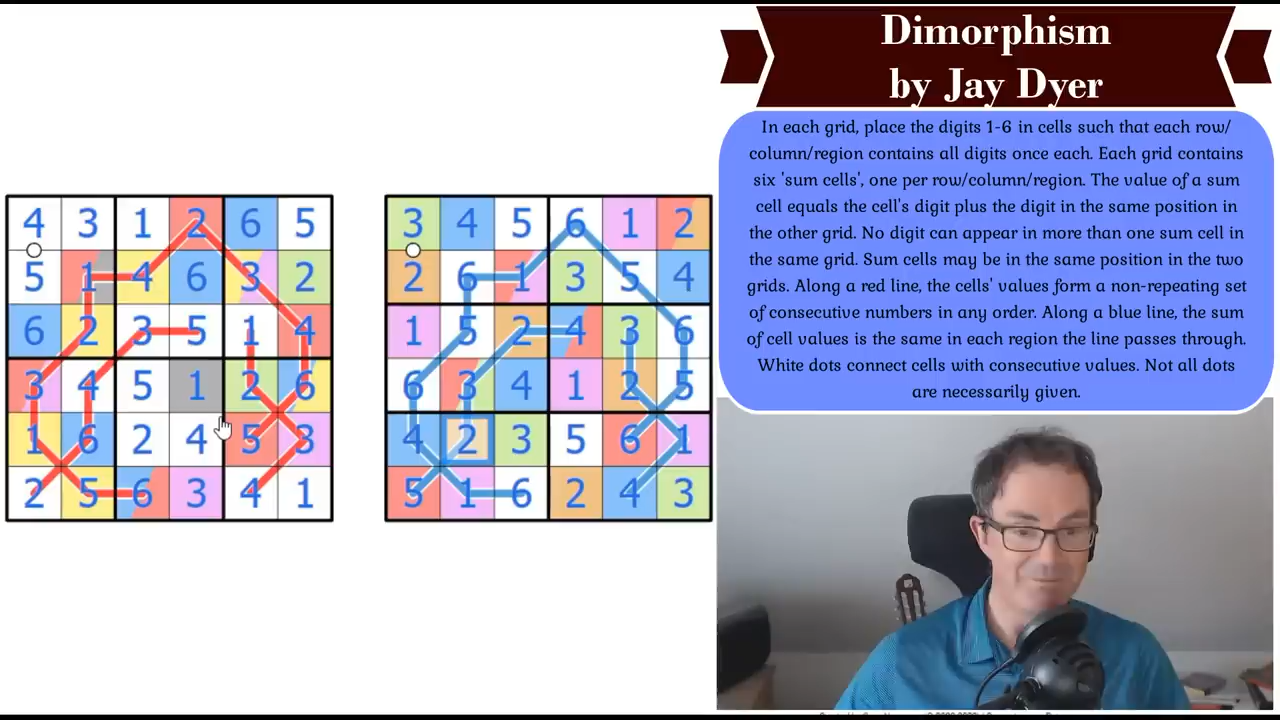 Dimorphism
by Jay Dyer
In each grid, place the digits 1-6 in cells such that each row/
column/region contains all digits once each. Each grid contains
six 'sum cells', one per row/column/region. The value of a sum
cell equals the cell's digit plus the digit in the same position in
the other grid. No digit can appear in more than one sum cell in
the same grid. Sum cells may be in the same position in the two
grids. Along a red line, the cells' values form a non-repeating set
of consecutive numbers in any order. Along a blue line, the sum
of cell values is the same in each region the line passes through.
White dots connect cells with consecutive values. Not all dots
are necessarily given.
4 3 1 2 6 5
5 1 4 6 3 2
6 2 3 5 1 4
3 4 5 1 2 6
1 6 2 4 5 3
2 5 6 3 4 1
3 4 5 6 1 2
2 6 1 3 5 4
1 5 2 4 3 6
6 3 4 1 2 5
4 2 3 5 6 1
5 1 6 2 4 3